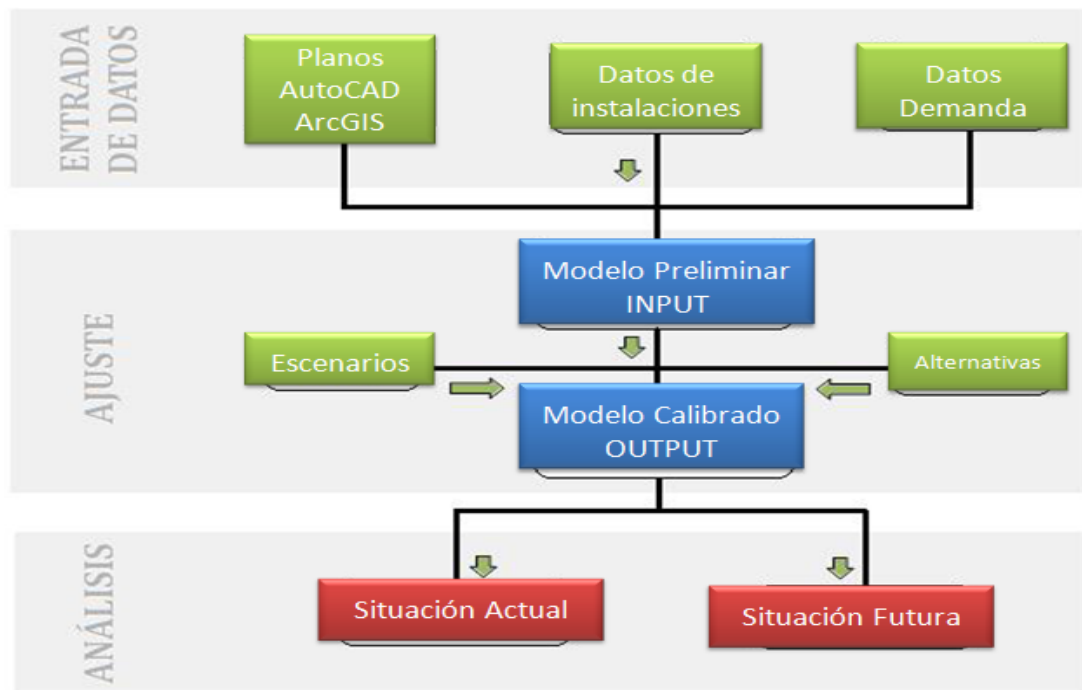 ENTRADA
DE DATOS
Planos
AutoCAD
ArcGIS
Datos de
instalaciones
Datos
Demanda
AJUSTE
Modelo Preliminar
INPUT
Escenarios
Alternativas
Modelo Calibrado
OUTPUT
ANÁLISIS
Situación Actual
Situación Futura